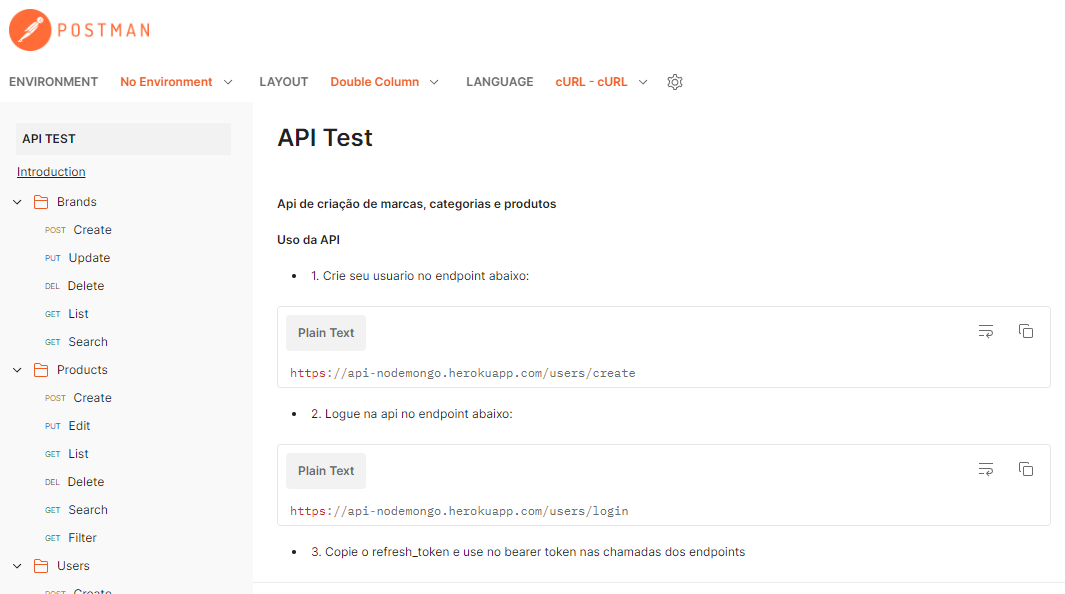 POSTMAN
ENVIRONMENT No Environment LAYOUT Double Column LANGUAGE cURL - cURL
API TEST
Introduction
Brands
POST Create
PUT Update
DEL Delete
GET List
GET Search
Products
POST Create
PUT Edit
GET List
DEL Delete
GET Search
GET Filter
Users
POST Create
API Test
Api de criação de marcas, categorias e produtos
Uso da API
• 1. Crie seu usuario no endpoint abaixo:
Plain Text
https://api-nodemongo.herokuapp.com/users/create
• 2. Logue na api no endpoint abaixo:
Plain Text
https://api-nodemongo.herokuapp.com/users/login
• 3. Copie o refresh_token e use no bearer token nas chamadas dos endpoints